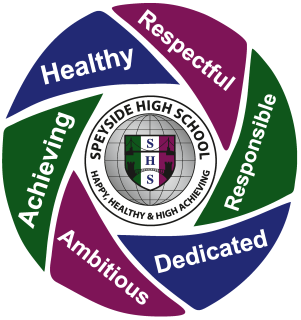 Healthy
Respectful
Responsible
Dedicated
Ambitious
Achieving
SPEYSIDE HIGH SCHOOL
S
H S
S
HAPPY, HEALTHY & HIGH ACHIEVING